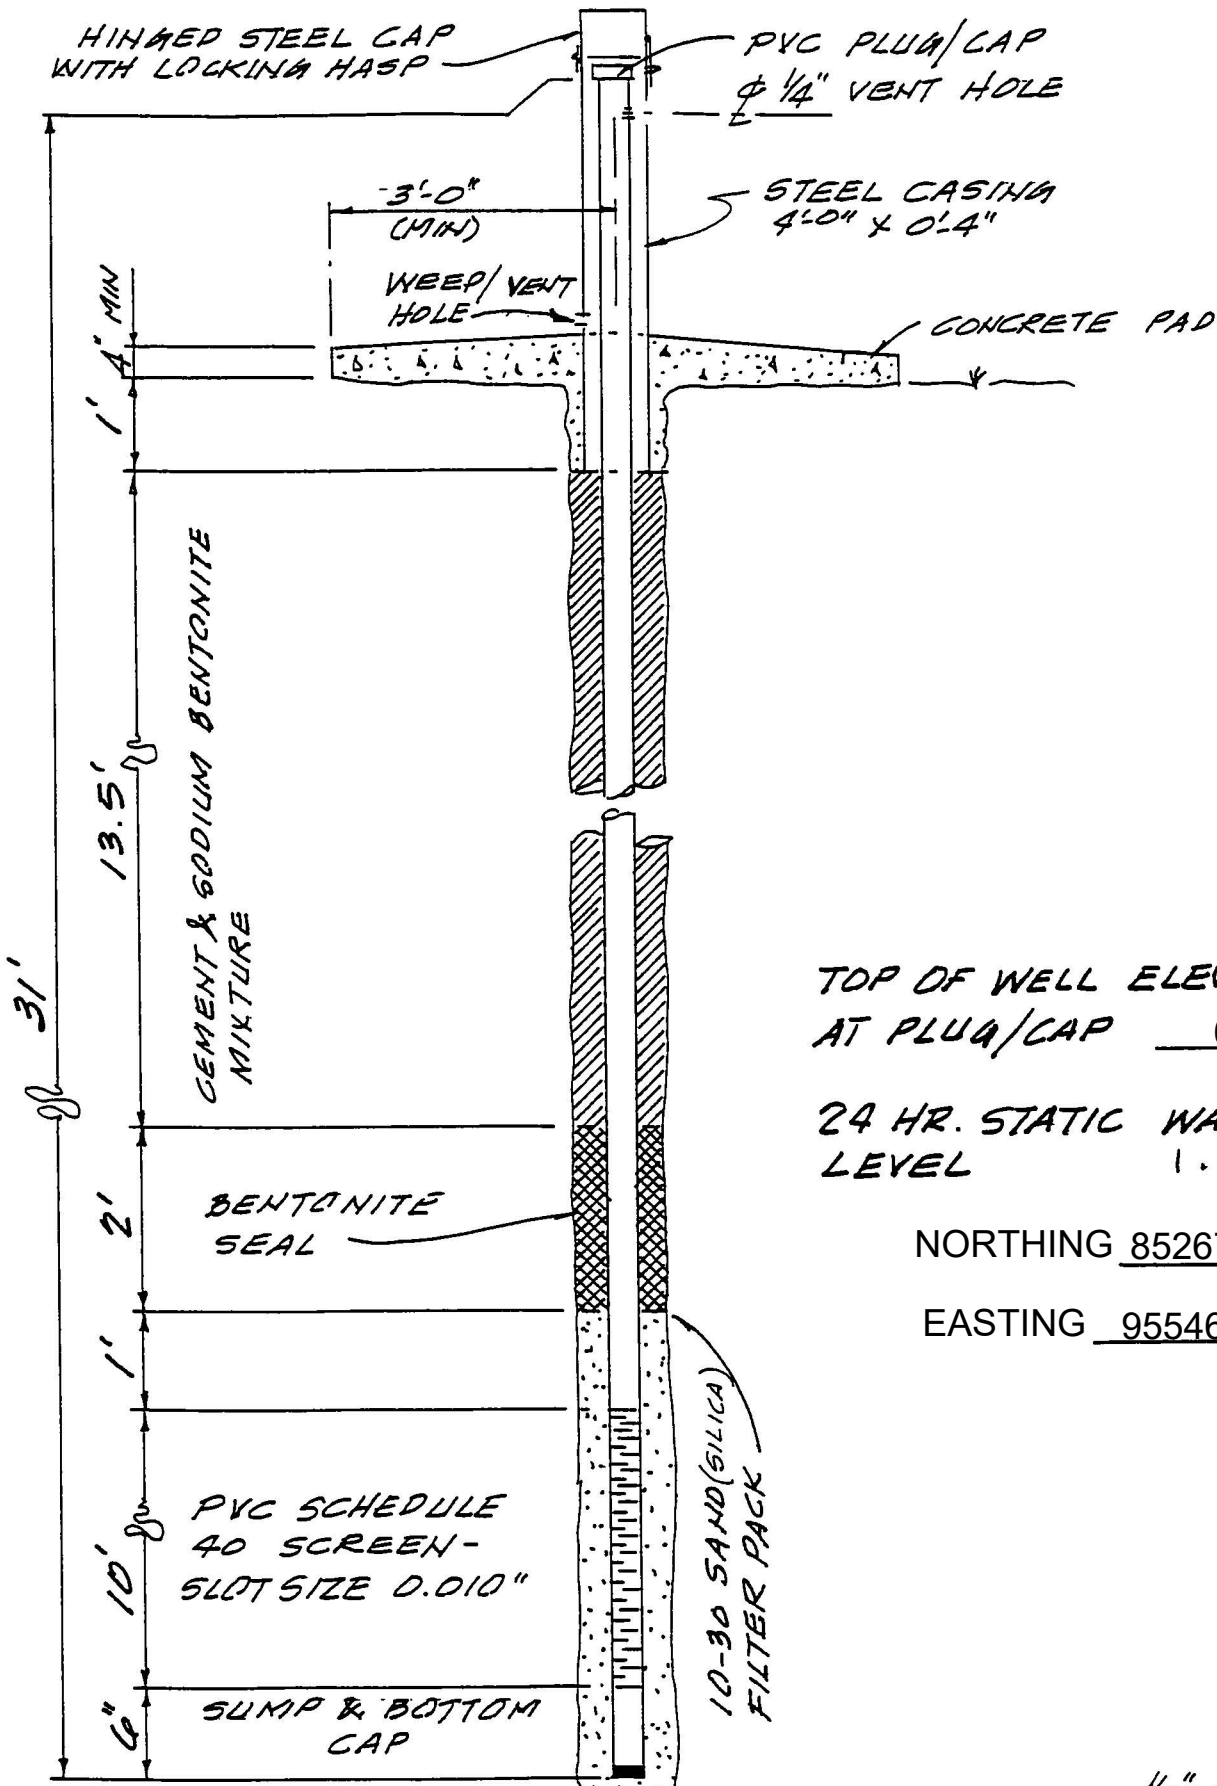 HINGED STEEL CAP
WITH LOCKING HASP
PVC PLUG/CAP
¢ 1/4" VENT HOLE
3'-0"
(MIN)
STEEL CASING
4'-0" X 0'-4"
WEEP/VENT
HOLE
CONCRETE PAD
4" MIN
1'
13.5'
CEMENT & SODIUM BENTONITE
MIXTURE
31'
TOP OF WELL ELEV
AT PLUG/CAP
24 HR. STATIC WA
LEVEL 1.
2'
BENTONITE
SEAL
NORTHING 8526
EASTING 95546
1'
10'
PVC SCHEDULE
40 SCREEN-
SLOT SIZE 0.010"
10-30 SAND (SILICA)
FILTER PACK
6"
SUMP & BOTTOM
CAP